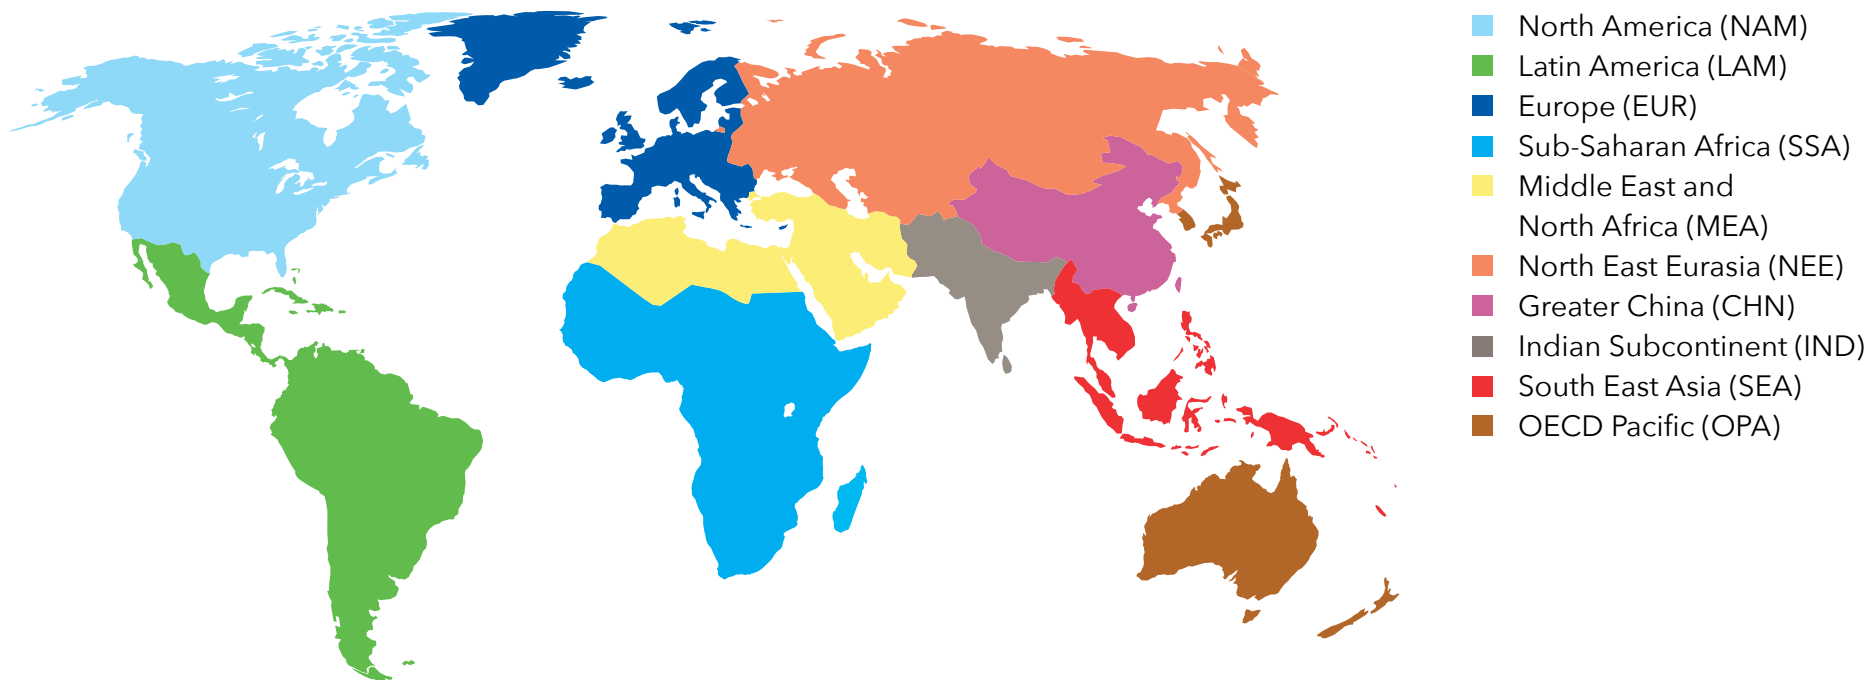 North America (NAM)
Latin America (LAM)
Europe (EUR)
Sub-Saharan Africa (SSA)
Middle East and
North Africa (MEA)
North East Eurasia (NEE)
Greater China (CHN)
Indian Subcontinent (IND)
South East Asia (SEA)
OECD Pacific (OPA)